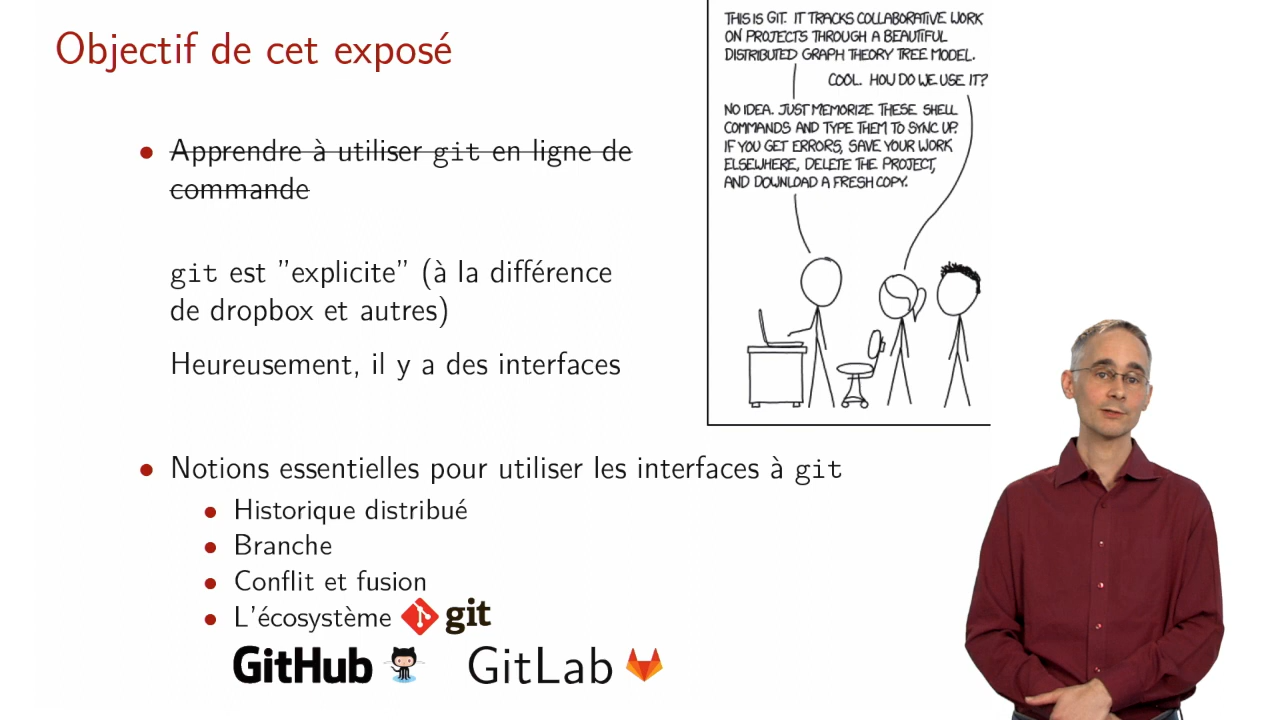 Objectif de cet exposé
• Apprendre à utiliser git en ligne de
commande
git est ”explicite” (à la différence
de dropbox et autres)
Heureusement, il y a des interfaces
• Notions essentielles pour utiliser les interfaces à git
• Historique distribué
• Branche
• Conflit et fusion
• L'écosystème git
GitHub GitLab
THIS IS GIT. IT TRACKS COLLABORATIVE WORK
ON PROJECTS THROUGH A BEAUTIFUL
DISTRIBUTED GRAPH THEORY TREE MODEL.
COOL. HOW DO WE USE IT?
NO IDEA. JUST MEMORIZE THESE SHELL
COMMANDS AND TYPE THEM TO SYNC UP.
IF YOU GET ERRORS, SAVE YOUR WORK
ELSEWHERE, DELETE THE PROJECT,
AND DOWNLOAD A FRESH COPY.